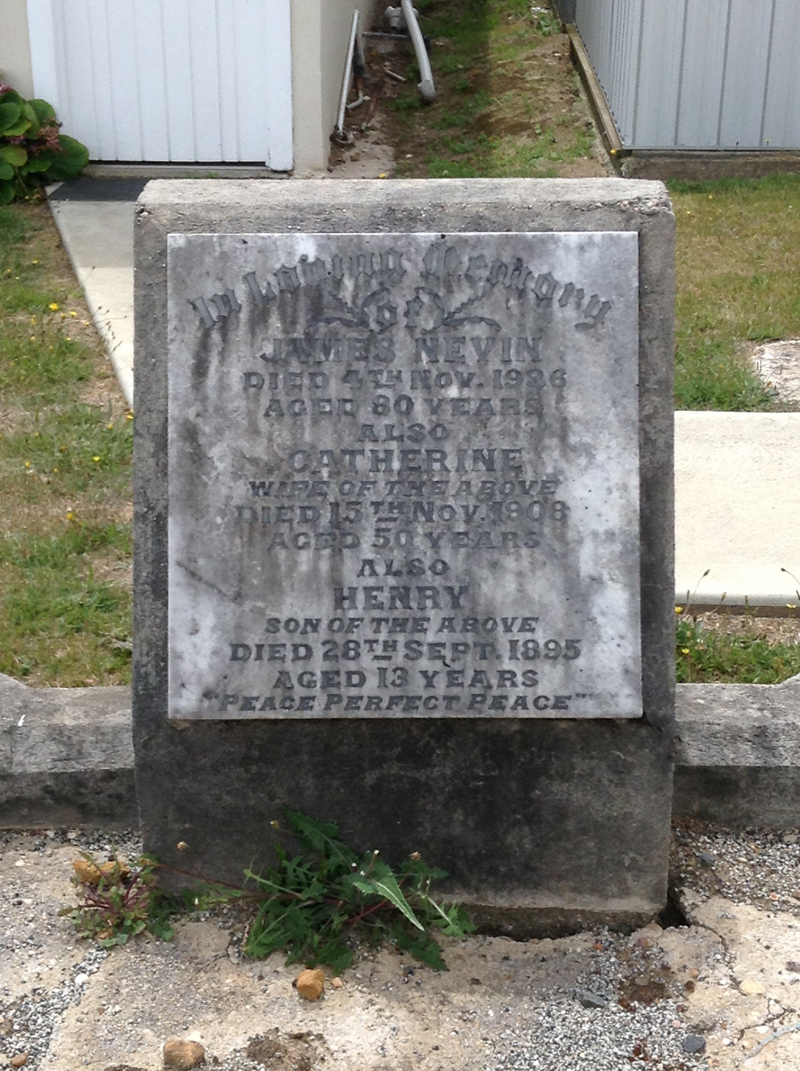 In Loving Memory
of
JAMES NEVIN
DIED 4TH NOV. 1926
AGED 80 YEARS
ALSO
CATHERINE
WIFE OF THE ABOVE
DIED 15TH NOV. 1908
AGED 50 YEARS
ALSO
HENRY
SON OF THE ABOVE
DIED 28TH SEPT. 1895
AGED 13 YEARS
"PEACE PERFECT PEACE"